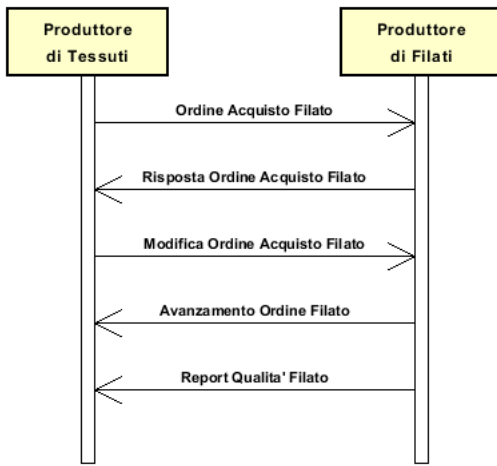 Produttore
di Tessuti
Produttore
di Filati
Ordine Acquisto Filato
Risposta Ordine Acquisto Filato
Modifica Ordine Acquisto Filato
Avanzamento Ordine Filato
Report Qualita' Filato